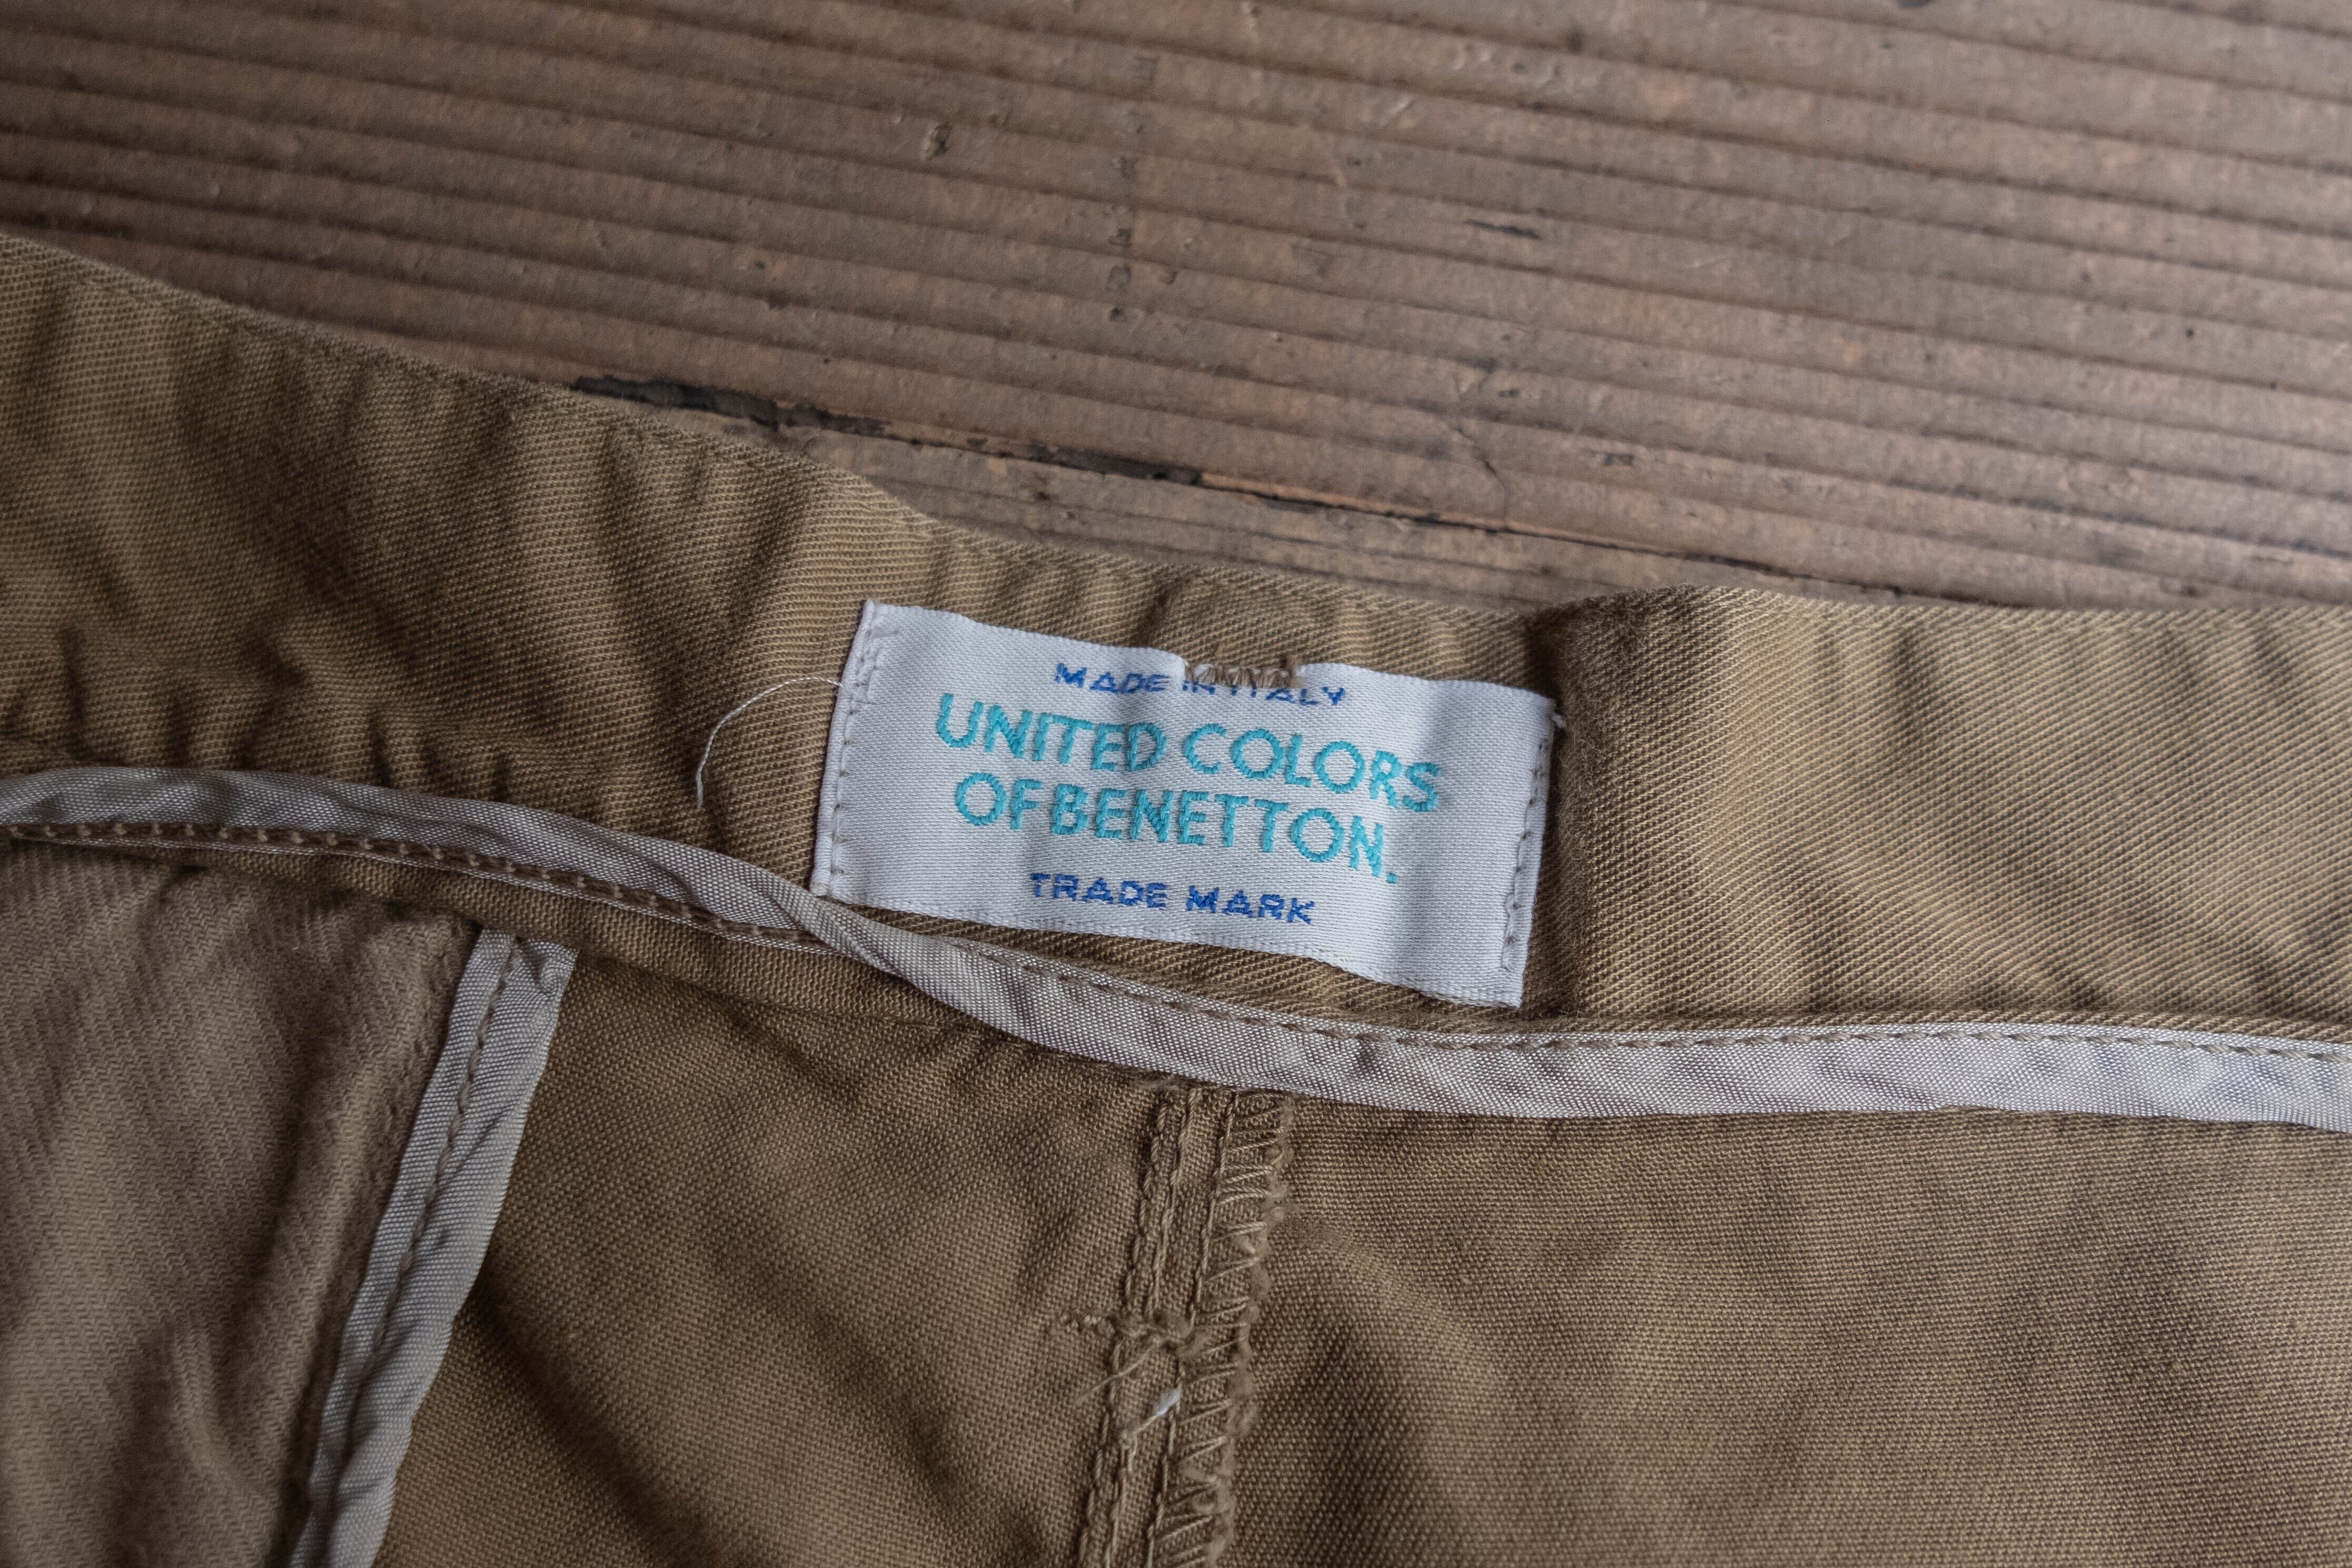 MADE IN ITALY
UNITED COLORS
OF BENETTON.
TRADE MARK